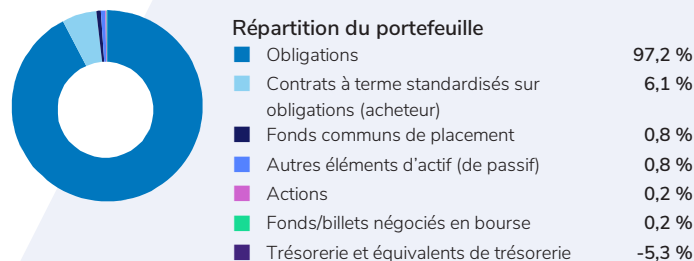 Répartition du portefeuille
Obligations 97,2 %
Contrats à terme standardisés sur 6,1 %
obligations (acheteur)
Fonds communs de placement 0,8 %
Autres éléments d’actif (de passif) 0,8 %
Actions 0,2 %
Fonds/billets négociés en bourse 0,2 %
Trésorerie et équivalents de trésorerie -5,3 %